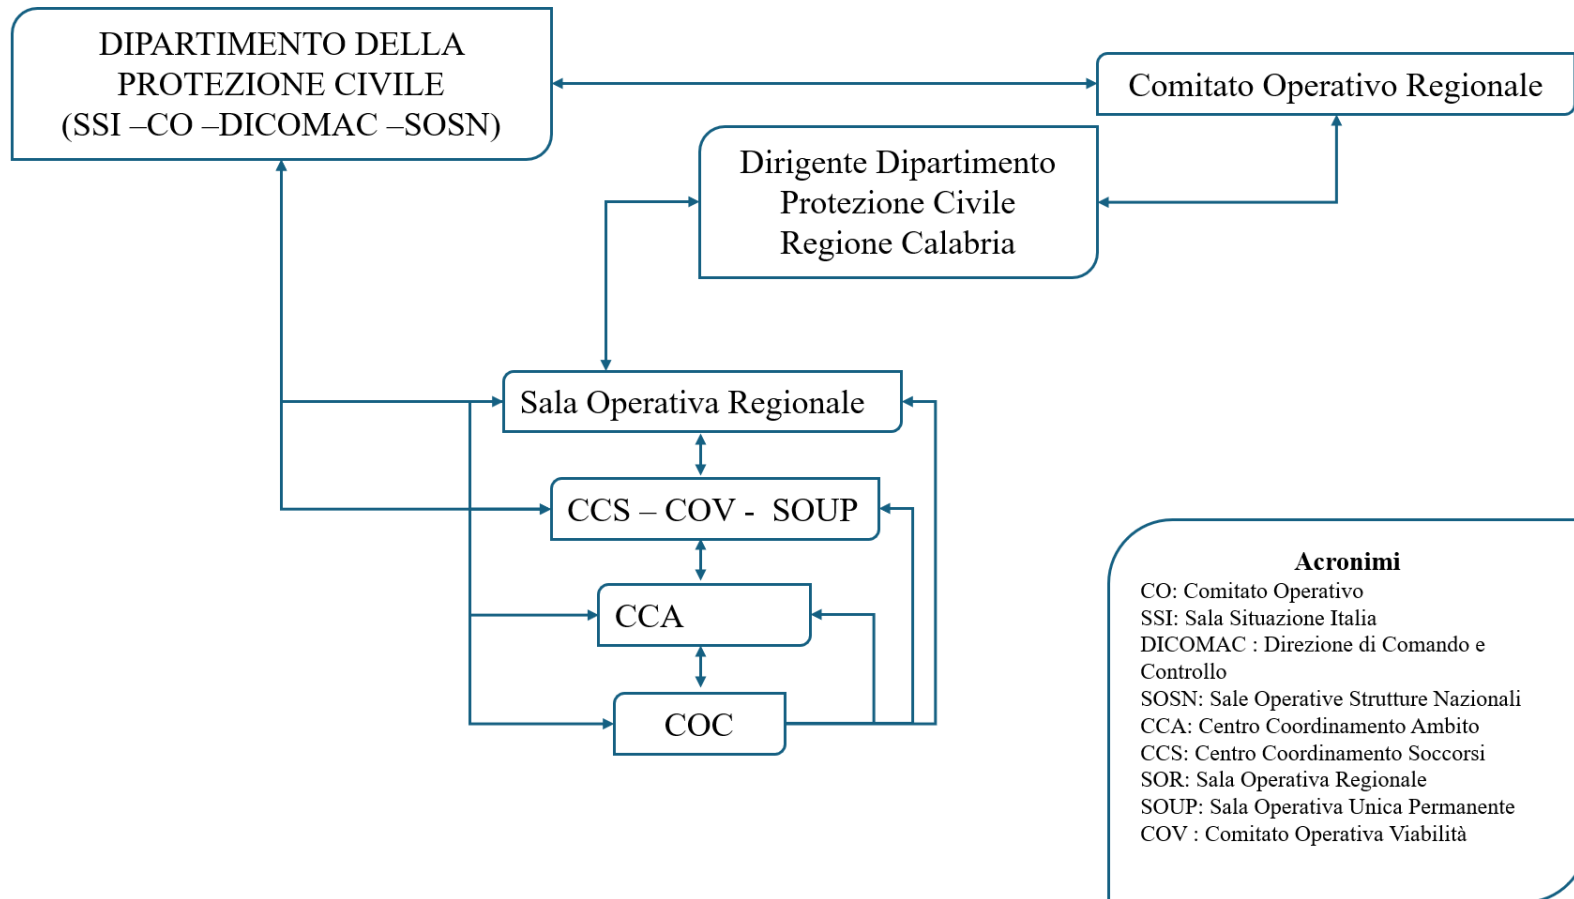 DIPARTIMENTO DELLA
PROTEZIONE CIVILE
(SSI –CO –DICOMAC –SOSN)
Comitato Operativo Regionale
Dirigente Dipartimento
Protezione Civile
Regione Calabria
Sala Operativa Regionale
CCS – COV - SOUP
CCA
COC
Acronimi
CO: Comitato Operativo
SSI: Sala Situazione Italia
DICOMAC : Direzione di Comando e
Controllo
SOSN: Sale Operative Strutture Nazionali
CCA: Centro Coordinamento Ambito
CCS: Centro Coordinamento Soccorsi
SOR: Sala Operativa Regionale
SOUP: Sala Operativa Unica Permanente
COV : Comitato Operativa Viabilità